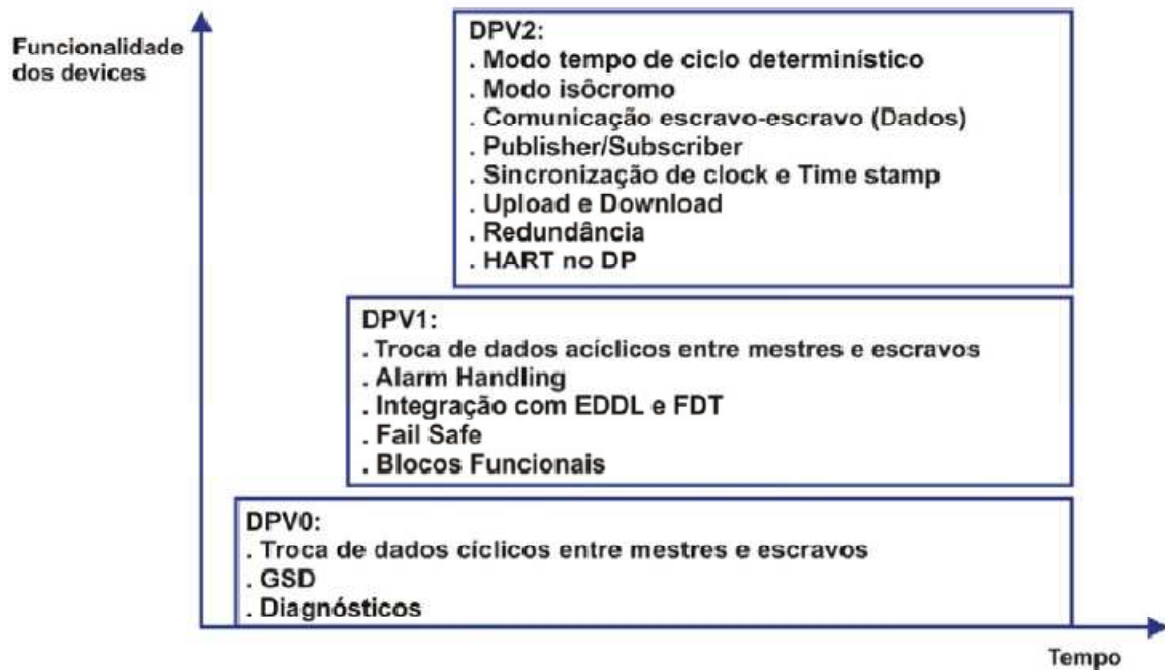 Funcionalidade
dos devices
DPV2:
. Modo tempo de ciclo determinístico
. Modo isôcromo
. Comunicação escravo-escravo (Dados)
. Publisher/Subscriber
. Sincronização de clock e Time stamp
. Upload e Download
. Redundância
. HART no DP
DPV1:
. Troca de dados acíclicos entre mestres e escravos
. Alarm Handling
. Integração com EDDL e FDT
. Fail Safe
. Blocos Funcionais
DPV0:
. Troca de dados cíclicos entre mestres e escravos
. GSD
. Diagnósticos
Tempo